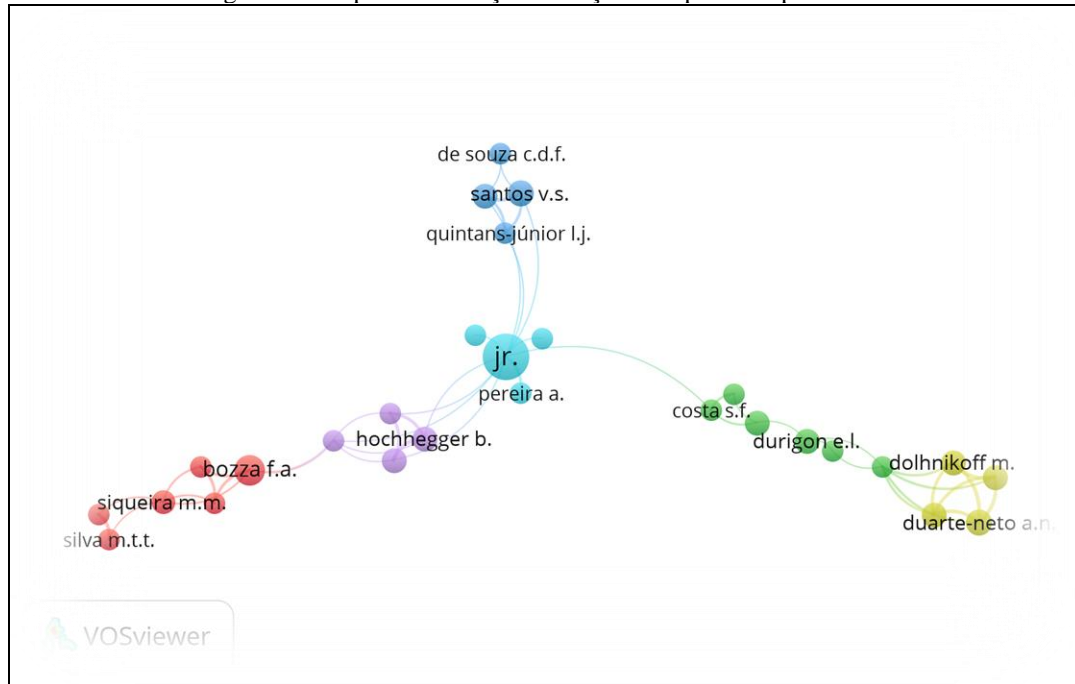 de souza c.d.f.
santos v.s.
quintans-júnior l.j.
jr.
pereira a.
costa s.f.
hochhegger b.
durigon e.l.
dolhnikoff m.
bozza f.a.
siqueira m.m.
duarte-neto a.n.
silva m.t.t.
VOSviewer